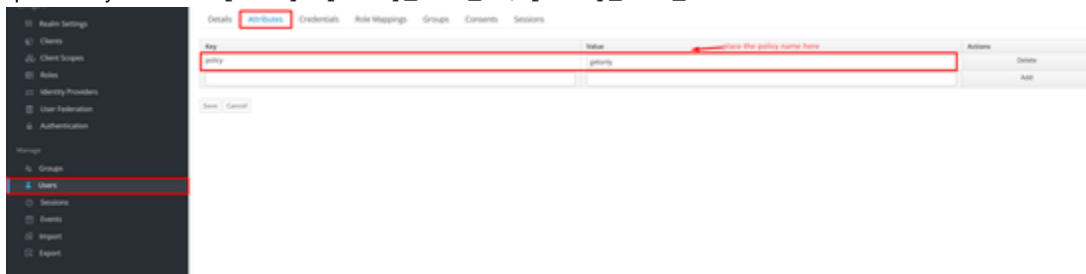 Realm Settings
Clients
Client Scopes
Roles
Identity Providers
User Federation
Authentication
Manage
Groups
Users
Sessions
Events
Import
Export
Details Attributes Credentials Role Mappings Groups Consents Sessions
Key Value place the policy name here Actions
policy getonly Delete
Add
Save Cancel